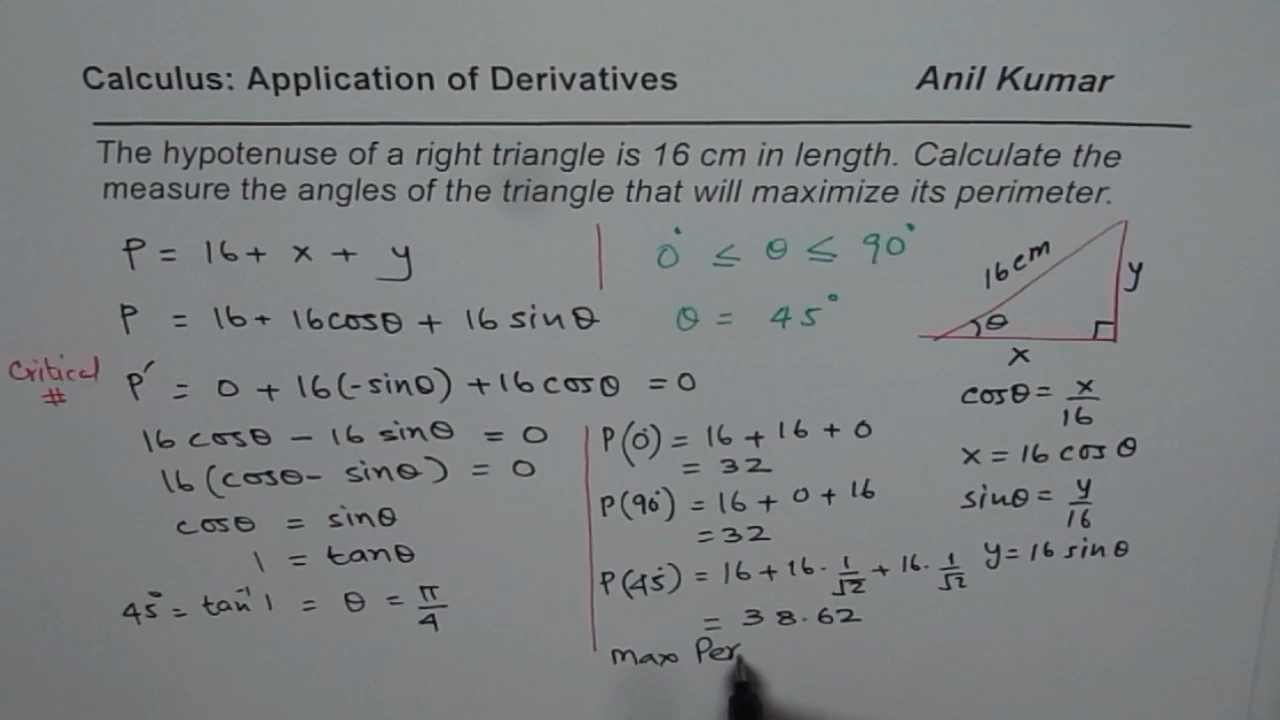 Calculus: Application of Derivatives Anil Kumar
The hypotenuse of a right triangle is 16 cm in length. Calculate the
measure the angles of the triangle that will maximize its perimeter.
P = 16 + x + y
0° ≤ θ ≤ 90°
P = 16 + 16cosθ + 16 sinθ
θ = 45°
16cm
y
θ
x
Critical
#
P′ = 0 + 16(-sinθ) + 16cosθ = 0
16cosθ - 16 sinθ = 0
16(cosθ - sinθ) = 0
cosθ = sinθ
1 = tanθ
45° = tan⁻¹1 = θ = π/4
P(0°) = 16 + 16 + 0
= 32
P(90°) = 16 + 0 + 16
= 32
P(45°) = 16 + 16 · 1/√2 + 16 · 1/√2
= 38.62
Max Per
cosθ = x/16
x = 16 cosθ
sinθ = y/16
y = 16 sinθ